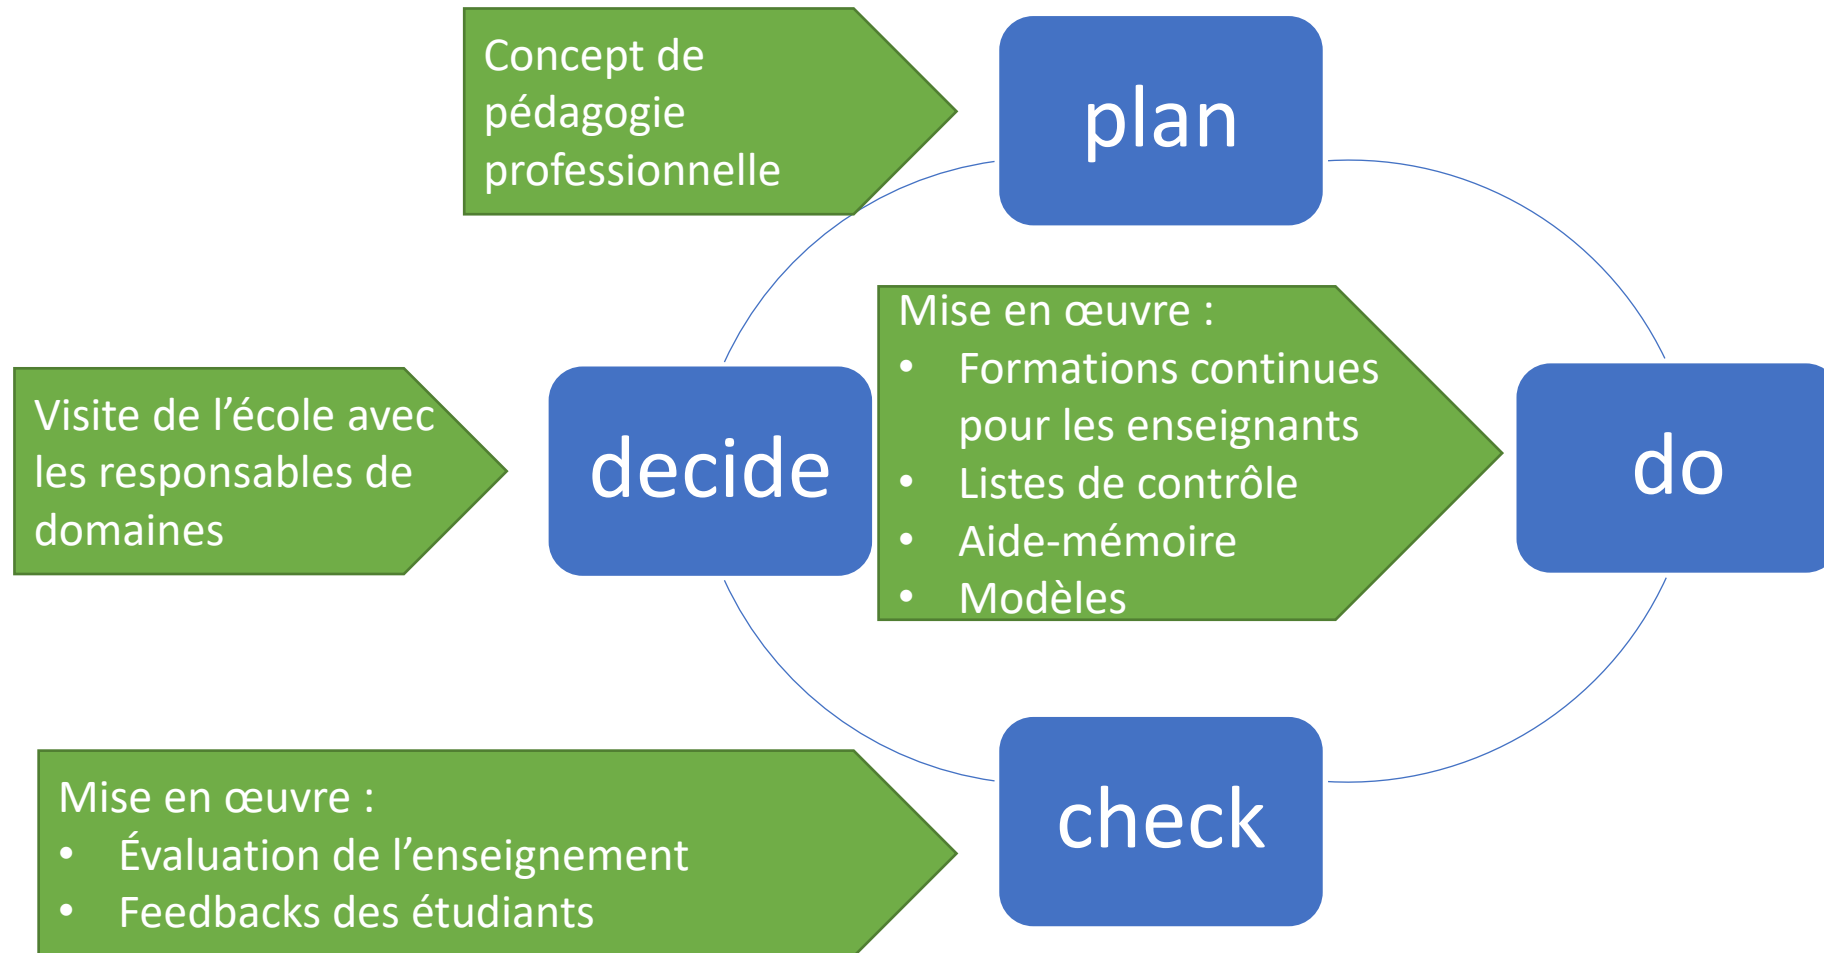 Concept de
pédagogie
professionnelle
plan
Mise en œuvre :
• Formations continues
pour les enseignants
• Listes de contrôle
• Aide-mémoire
• Modèles
do
Visite de l’école avec
les responsables de
domaines
decide
Mise en œuvre :
• Évaluation de l’enseignement
• Feedbacks des étudiants
check